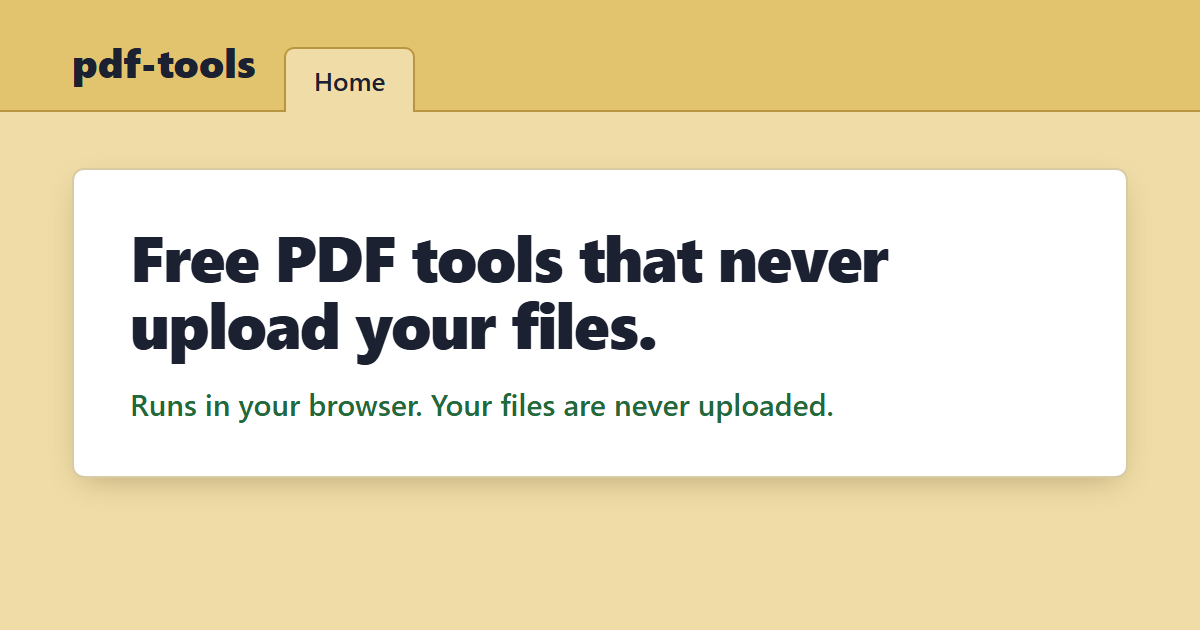 pdf-tools
Home
Free PDF tools that never
upload your files.
Runs in your browser. Your files are never uploaded.